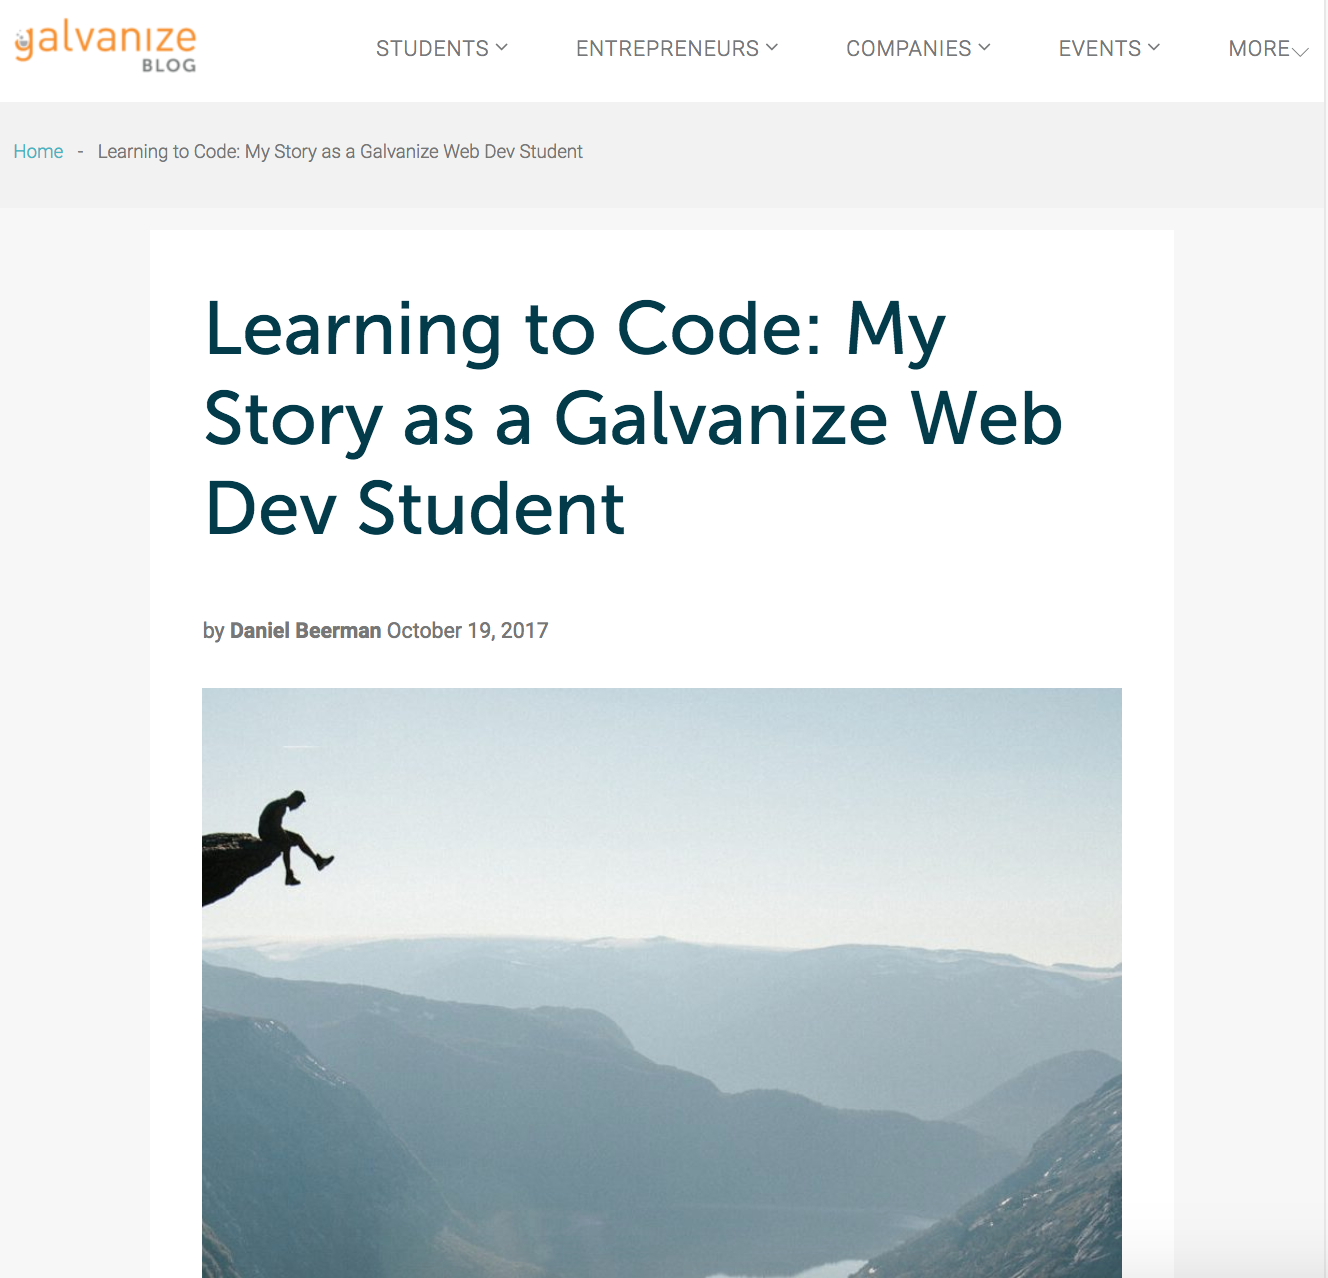 galvanize
BLOG
STUDENTS
ENTREPRENEURS
COMPANIES
EVENTS
MORE
Home - Learning to Code: My Story as a Galvanize Web Dev Student
Learning to Code: My
Story as a Galvanize Web
Dev Student
by Daniel Beerman October 19, 2017